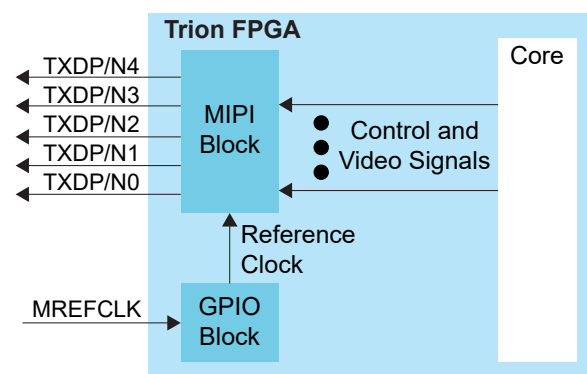 Trion FPGA
Core
TXDP/N4
TXDP/N3
TXDP/N2
TXDP/N1
TXDP/N0
MIPI
Block
Control and
Video Signals
Reference
Clock
MREFCLK
GPIO
Block